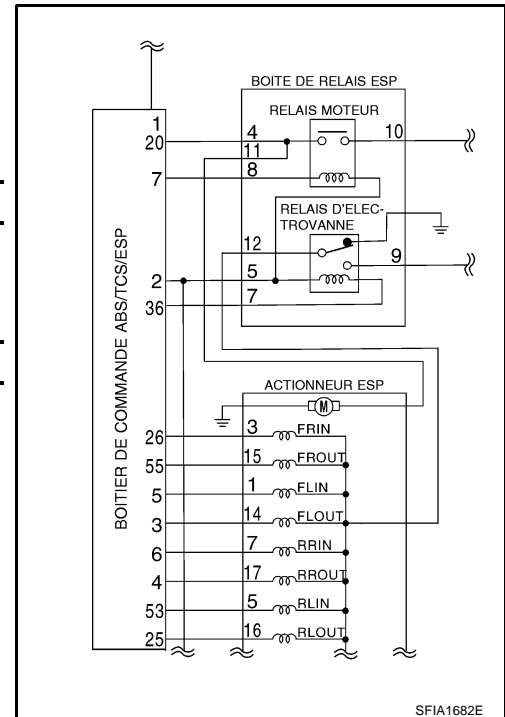 BOITE DE RELAIS ESP
RELAIS MOTEUR
1
20
4
10
11
7
8
RELAIS D'ELEC-
TROVANNE
12
9
2
5
36
7
BOITIER DE COMMANDE ABS/TCS/ESP
ACTIONNEUR ESP
M
26
3
FRIN
55
15
FROUT
5
1
FLIN
3
14
FLOUT
6
7
RRIN
4
17
RROUT
53
5
RLIN
25
16
RLOUT
SFIA1682E